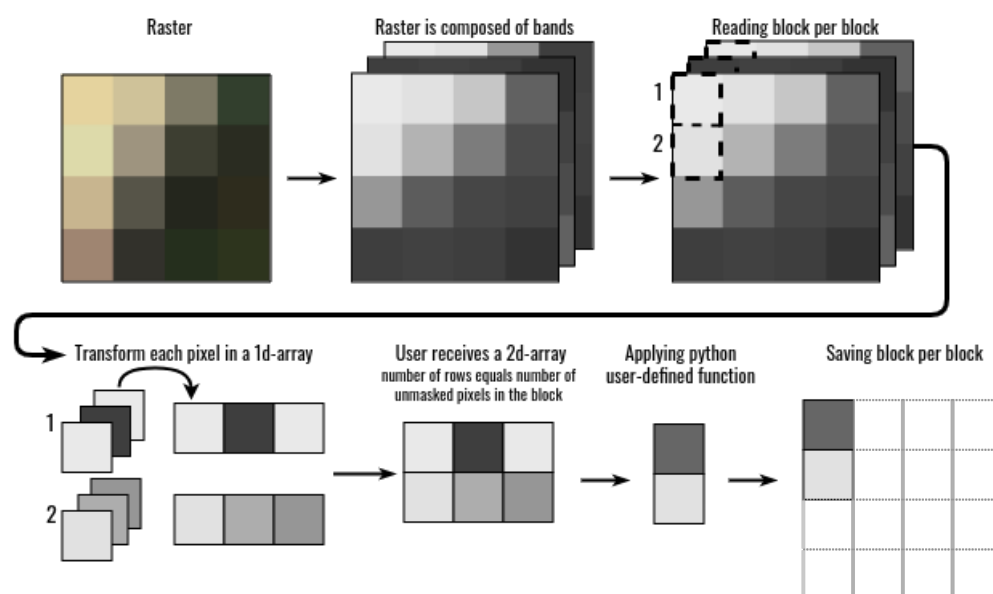 Raster
Raster is composed of bands
Reading block per block
1
2
Transform each pixel in a 1d-array
1
2
User receives a 2d-array
number of rows equals number of
unmasked pixels in the block
Applying python
user-defined function
Saving block per block